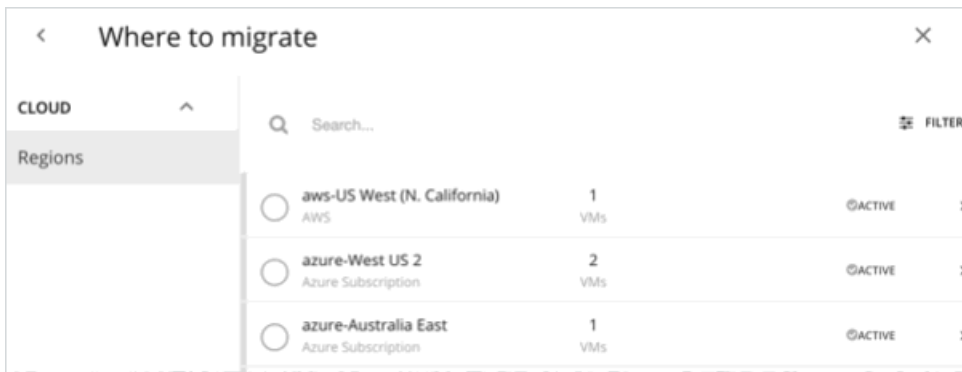 Where to migrate
CLOUD
Search...
FILTER
Regions
aws-US West (N. California)
1
ACTIVE
AWS
VMs
azure-West US 2
2
ACTIVE
Azure Subscription
VMs
azure-Australia East
1
ACTIVE
Azure Subscription
VMs